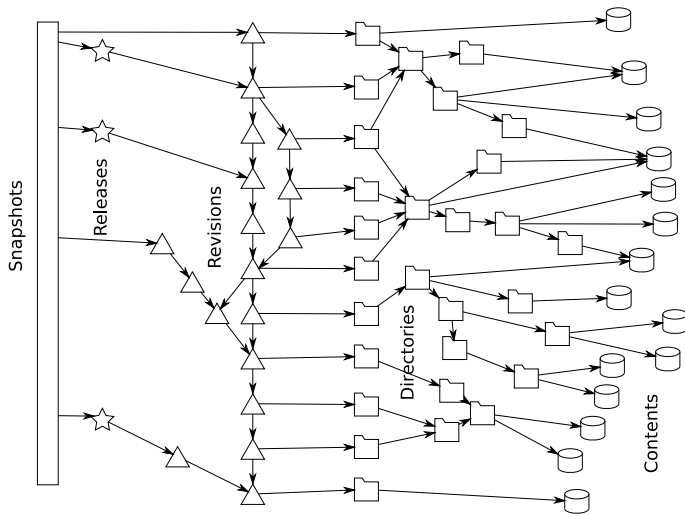 Snapshots
Releases
Revisions
Directories
Contents